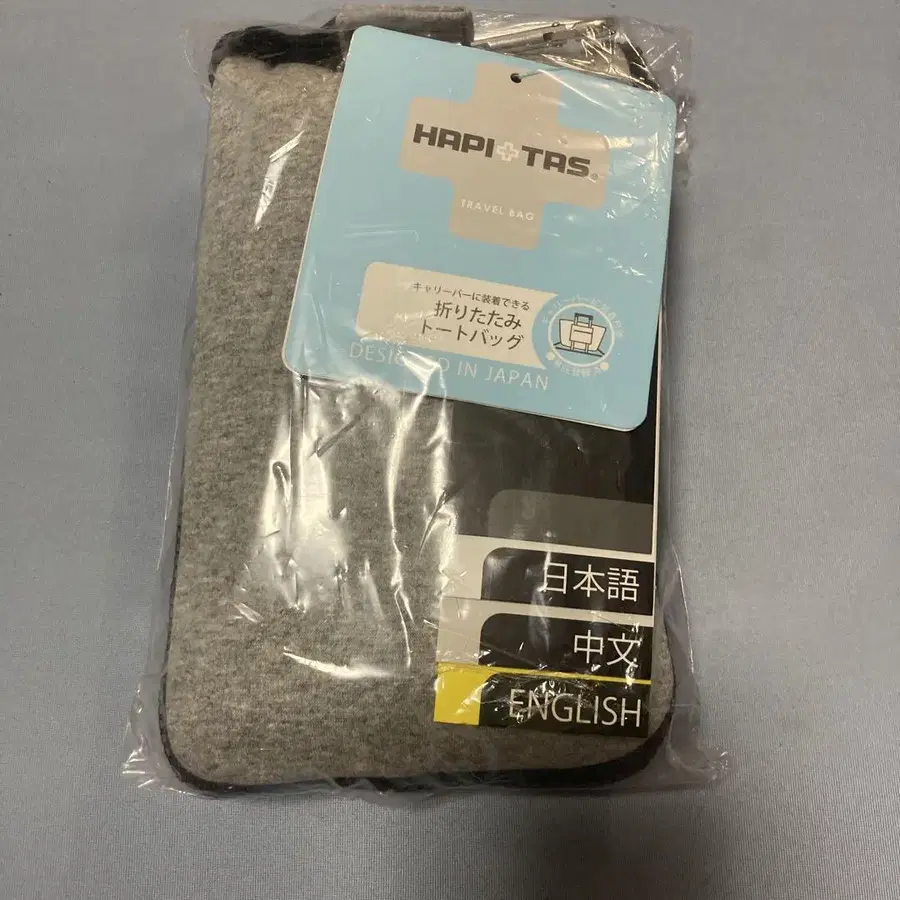 HAPI+TAS
TRAVEL BAG
キャリーバーに装着できる
折りたたみ
トートバッグ
DESIGNED IN JAPAN
日本語
中文
ENGLISH